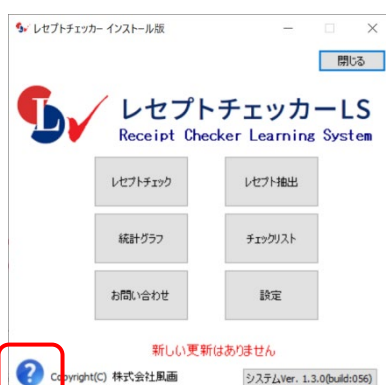 レセプトチェッカー インストール版
閉じる
レセプトチェッカーLS
Receipt Checker Learning System
レセプトチェック
レセプト抽出
統計グラフ
チェックリスト
お問い合わせ
設定
新しい更新はありません
Copyright(C) 株式会社風画
システムVer. 1.3.0(build:056)